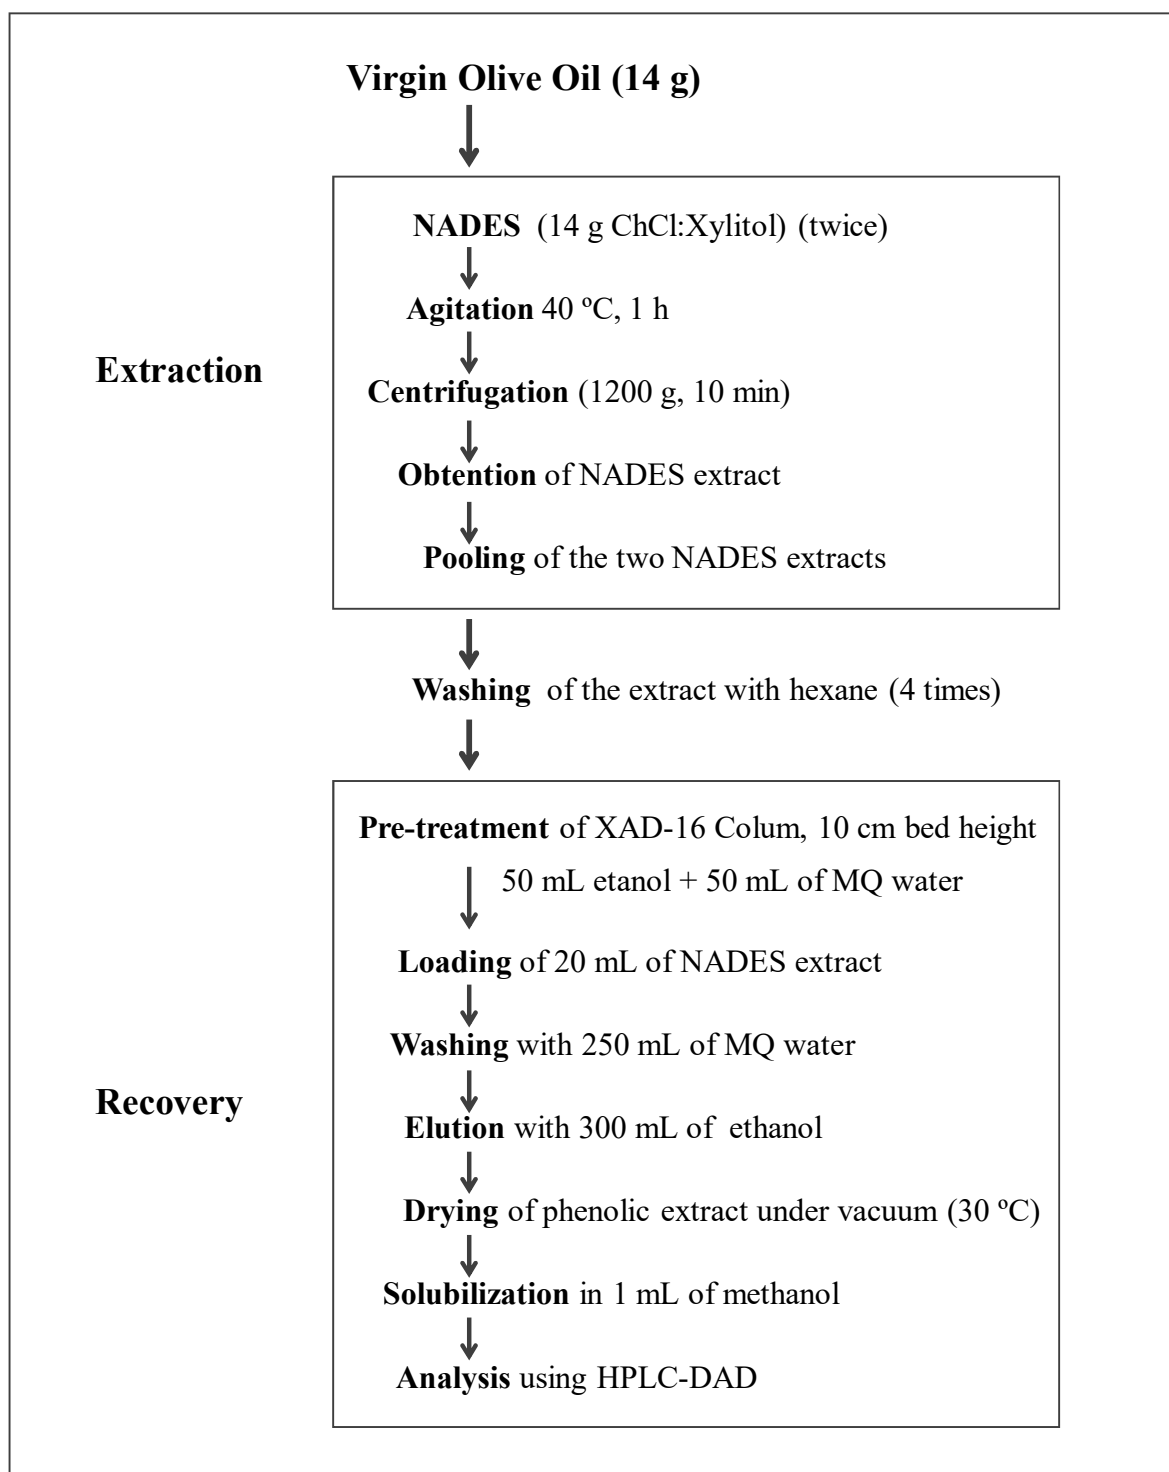 Virgin Olive Oil (14 g)
NADES (14 g ChCl:Xylitol) (twice)
Agitation 40 ºC, 1 h
Extraction
Centrifugation (1200 g, 10 min)
Obtention of NADES extract
Pooling of the two NADES extracts
Washing of the extract with hexane (4 times)
Pre-treatment of XAD-16 Colum, 10 cm bed height
50 mL etanol + 50 mL of MQ water
Loading of 20 mL of NADES extract
Washing with 250 mL of MQ water
Recovery
Elution with 300 mL of ethanol
Drying of phenolic extract under vacuum (30 ºC)
Solubilization in 1 mL of methanol
Analysis using HPLC-DAD